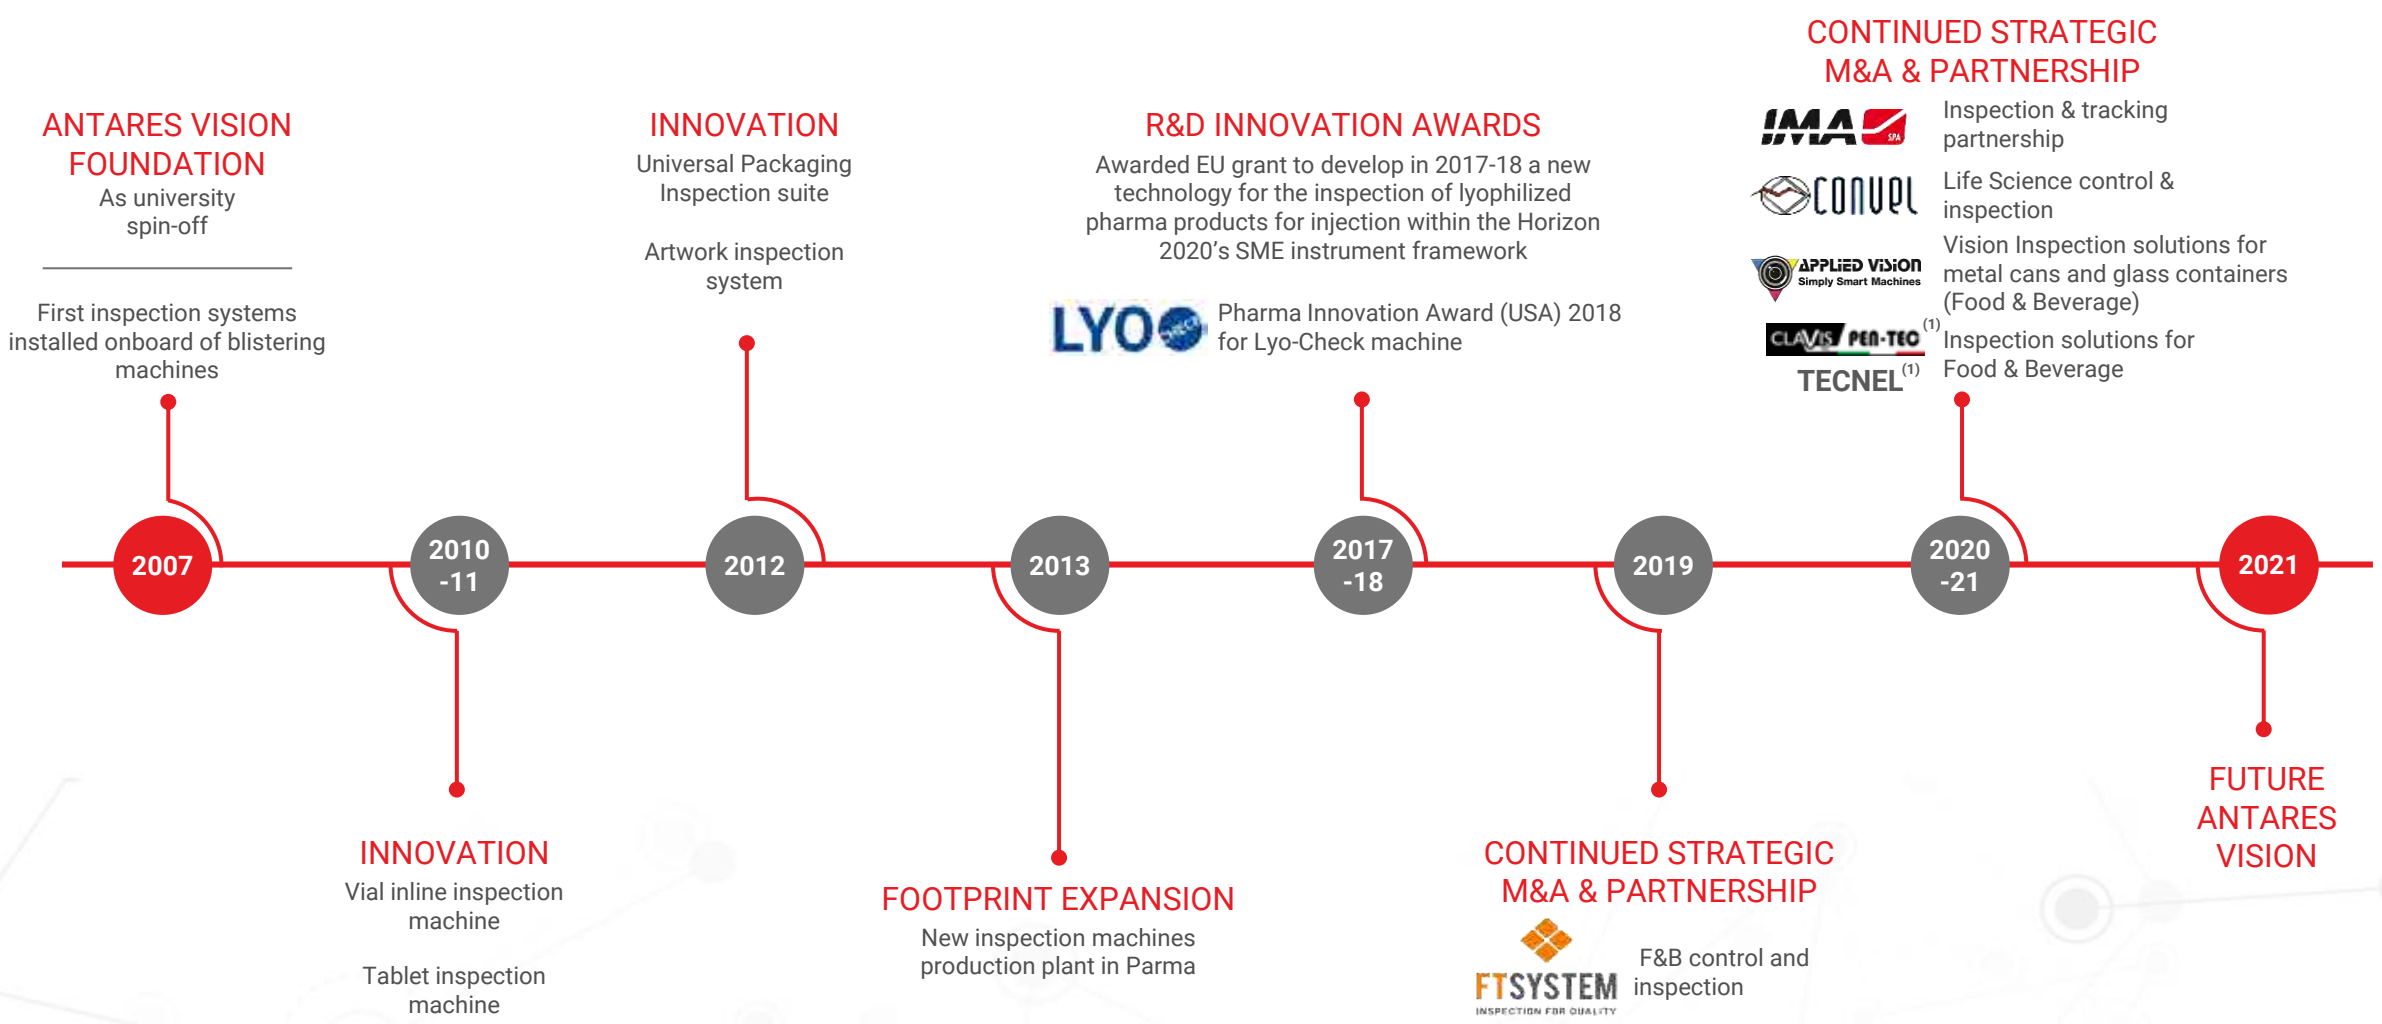 ANTARES VISION
FOUNDATION
As university
spin-off
First inspection systems
installed onboard of blistering
machines
INNOVATION
Universal Packaging
Inspection suite
Artwork inspection
system
R&D INNOVATION AWARDS
Awarded EU grant to develop in 2017-18 a new
technology for the inspection of lyophilized
pharma products for injection within the Horizon
2020’s SME instrument framework
LYO CHECK
Pharma Innovation Award (USA) 2018
for Lyo-Check machine
CONTINUED STRATEGIC
M&A & PARTNERSHIP
IMA SPA
Inspection & tracking
partnership
CONVEL
Life Science control &
inspection
APPLIED VISION
Simply Smart Machines
Vision Inspection solutions for
metal cans and glass containers
(Food & Beverage)
CLAVIS PEN-TEC (1)
TECNEL (1)
Inspection solutions for
Food & Beverage
2007
2010
-11
2012
2013
2017
-18
2019
2020
-21
2021
INNOVATION
Vial inline inspection
machine
Tablet inspection
machine
FOOTPRINT EXPANSION
New inspection machines
production plant in Parma
CONTINUED STRATEGIC
M&A & PARTNERSHIP
FTSYSTEM
INSPECTION FOR QUALITY
F&B control and
inspection
FUTURE
ANTARES
VISION